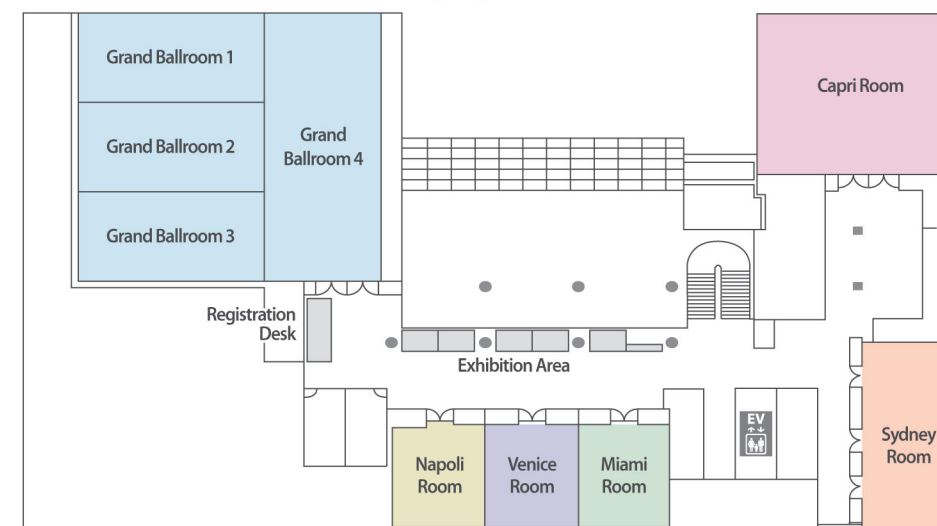 Grand Ballroom 1
Grand Ballroom 2
Grand Ballroom 3
Grand
Ballroom 4
Capri Room
Registration
Desk
Exhibition Area
EV
Napoli
Room
Venice
Room
Miami
Room
Sydney
Room